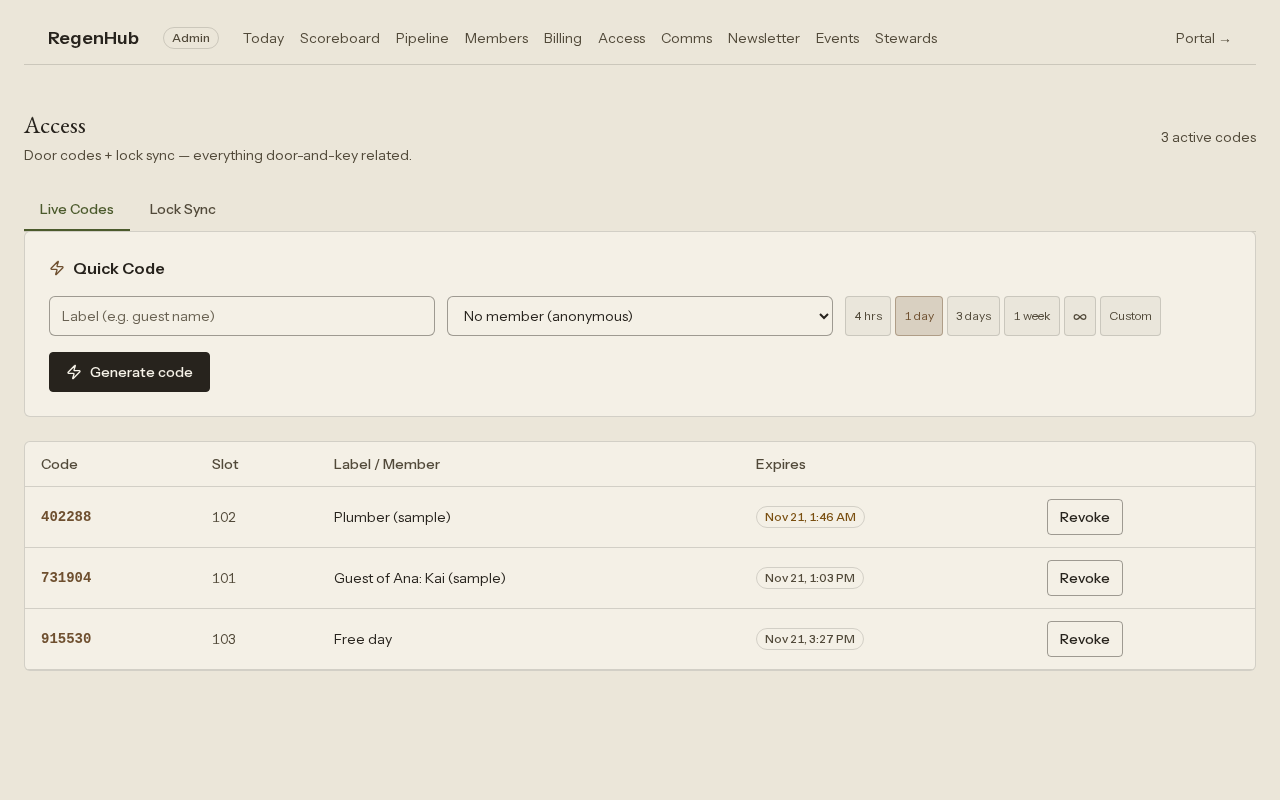 RegenHub Admin Today Scoreboard Pipeline Members Billing Access Comms Newsletter Events Stewards Portal →
Access
Door codes + lock sync — everything door-and-key related.
3 active codes
Live Codes Lock Sync
Quick Code
Label (e.g. guest name) No member (anonymous) 4 hrs 1 day 3 days 1 week ∞ Custom
Generate code
Code Slot Label / Member Expires
402288 102 Plumber (sample) Nov 21, 1:46 AM Revoke
731904 101 Guest of Ana: Kai (sample) Nov 21, 1:03 PM Revoke
915530 103 Free day Nov 21, 3:27 PM Revoke